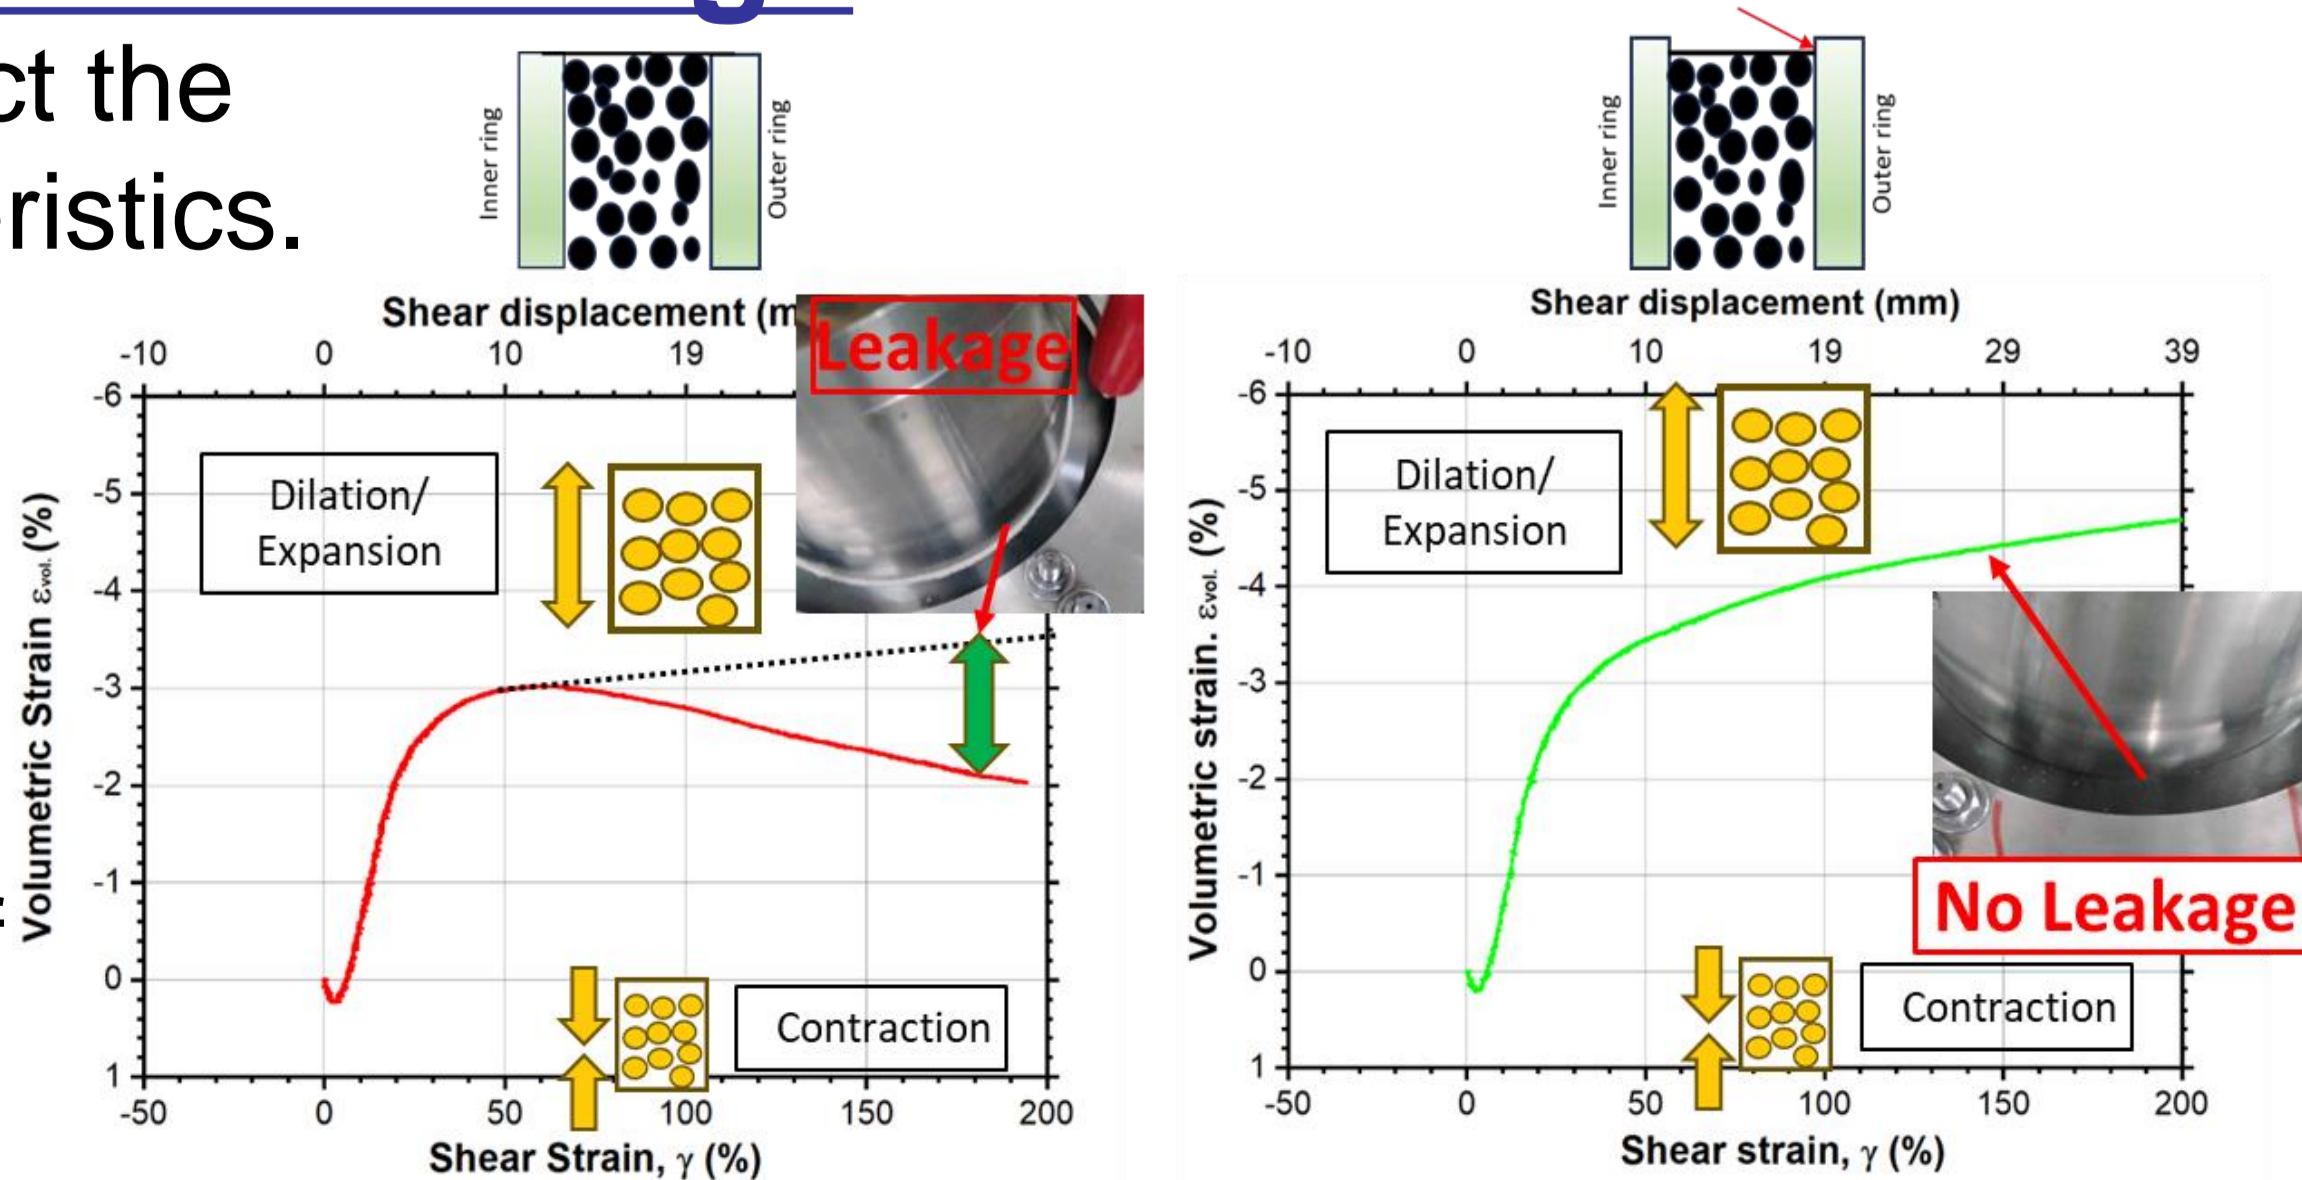 ct the
eristics.
Inner ring
Outer ring
Inner ring
Outer ring
Shear displacement (m
Leakage
-10 0 10 19
-6
-5
-4
-3
-2
-1
0
1
Volumetric Strain εvol. (%)
Dilation/
Expansion
Contraction
-50 0 50 100 150 200
Shear Strain, γ (%)
Shear displacement (mm)
-10 0 10 19 29 39
-6
-5
-4
-3
-2
-1
0
1
Volumetric strain. εvol. (%)
Dilation/
Expansion
No Leakage
Contraction
-50 0 50 100 150 200
Shear strain, γ (%)